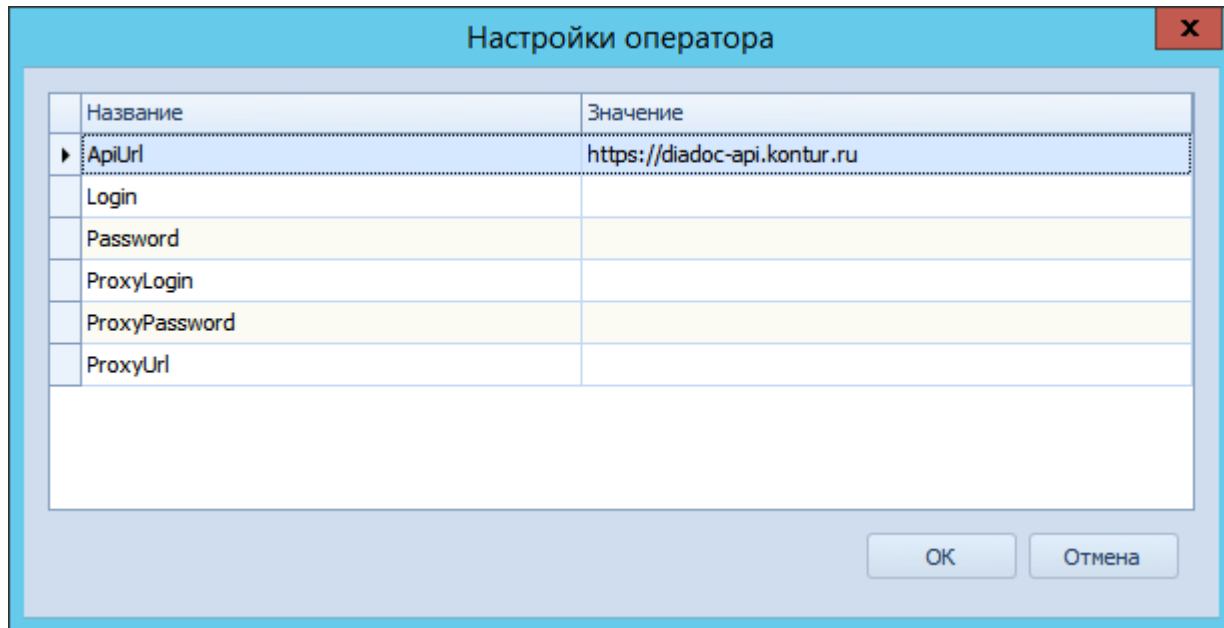 Настройки оператора
x
Название Значение
ApiUrl https://diadoc-api.kontur.ru
Login
Password
ProxyLogin
ProxyPassword
ProxyUrl
OK Отмена